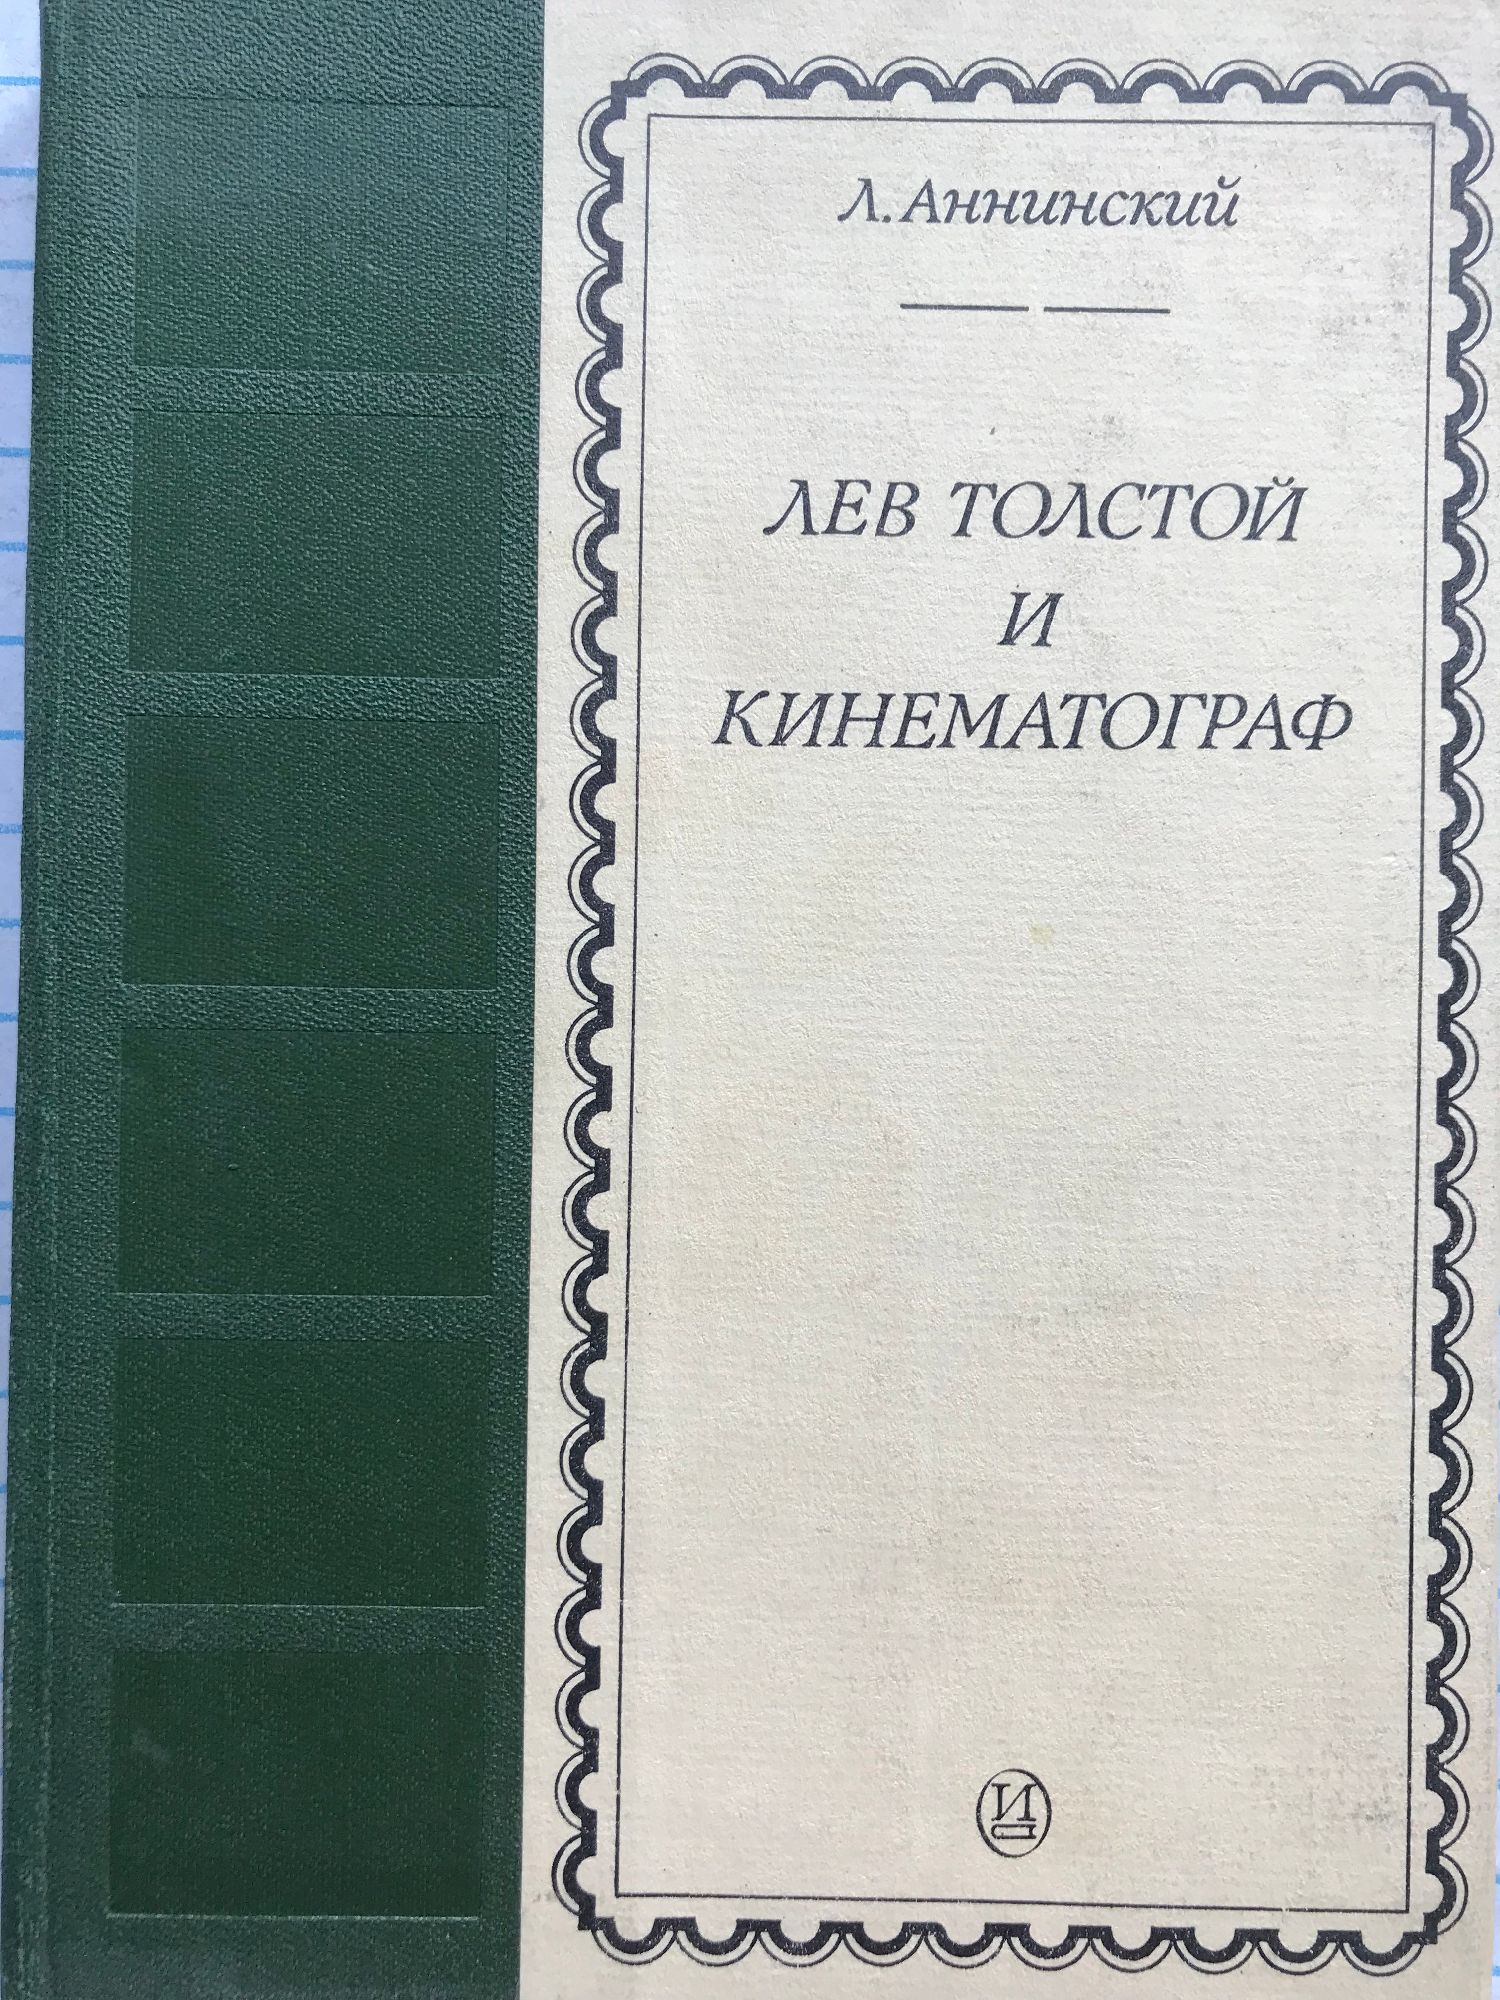 Л. Аннинский
ЛЕВ ТОЛСТОЙ
И
КИНЕМАТОГРАФ
И